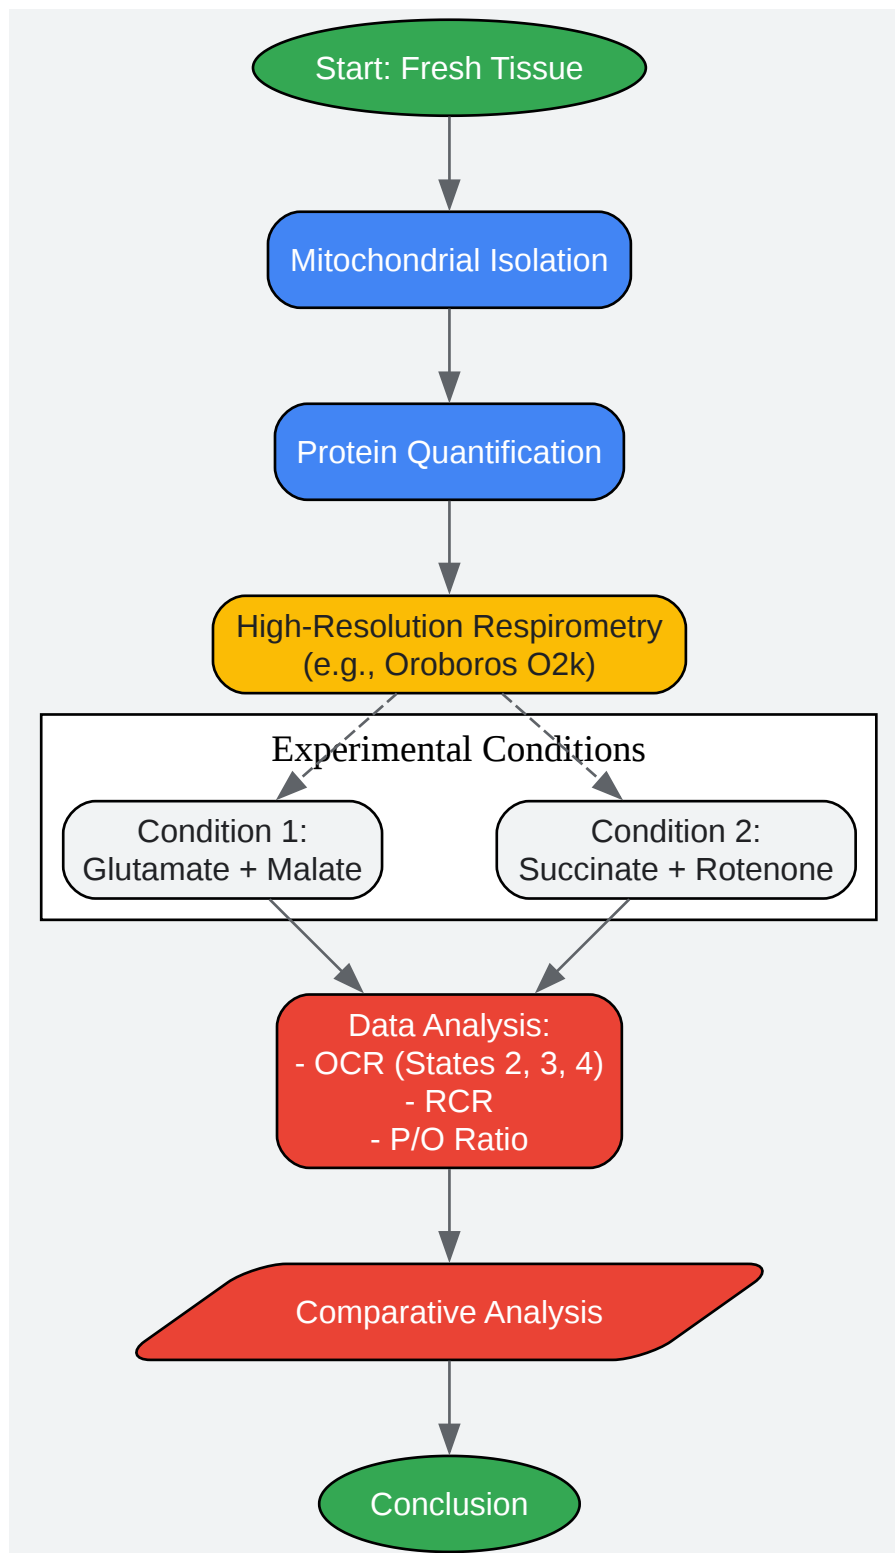 Start: Fresh Tissue
Mitochondrial Isolation
Protein Quantification
High-Resolution Respirometry
(e.g., Oroboros O2k)
Experimental Conditions
Condition 1:
Glutamate + Malate
Condition 2:
Succinate + Rotenone
Data Analysis:
- OCR (States 2, 3, 4)
- RCR
- P/O Ratio
Comparative Analysis
Conclusion